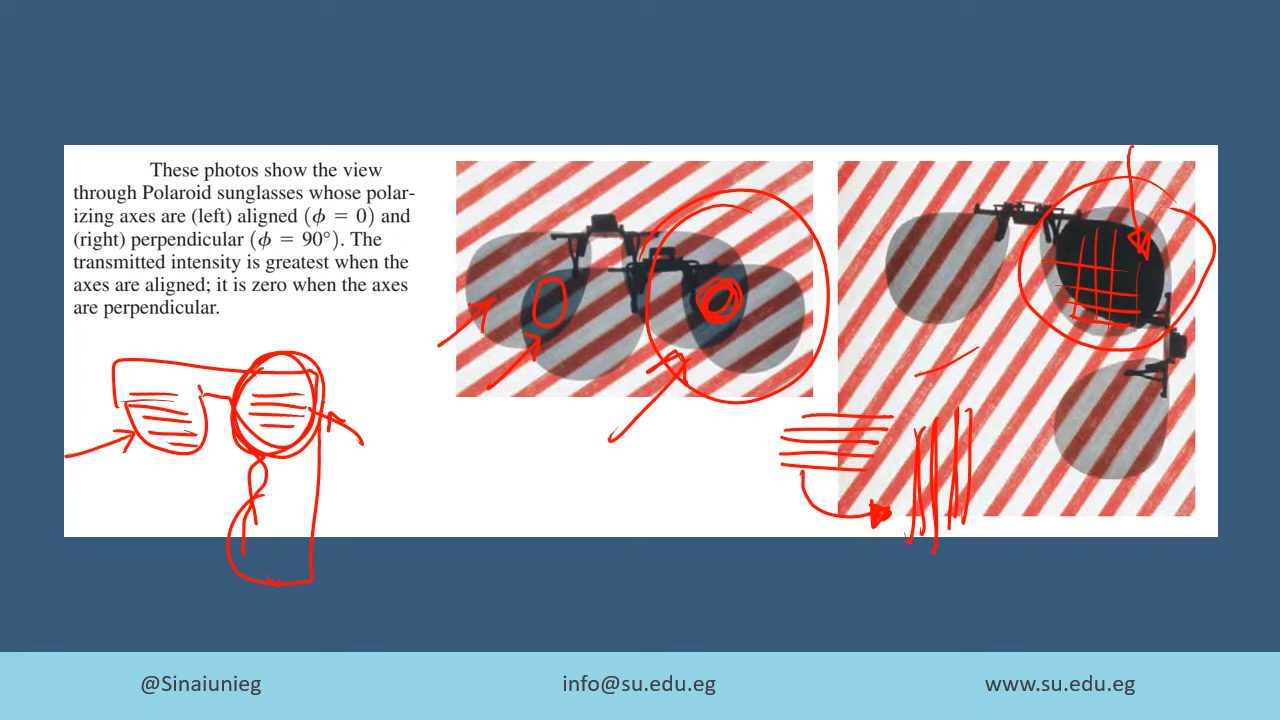 These photos show the view
through Polaroid sunglasses whose polar-
izing axes are (left) aligned (ϕ = 0) and
(right) perpendicular (ϕ = 90°). The
transmitted intensity is greatest when the
axes are aligned; it is zero when the axes
are perpendicular.
@Sinaiunieg
info@su.edu.eg
www.su.edu.eg